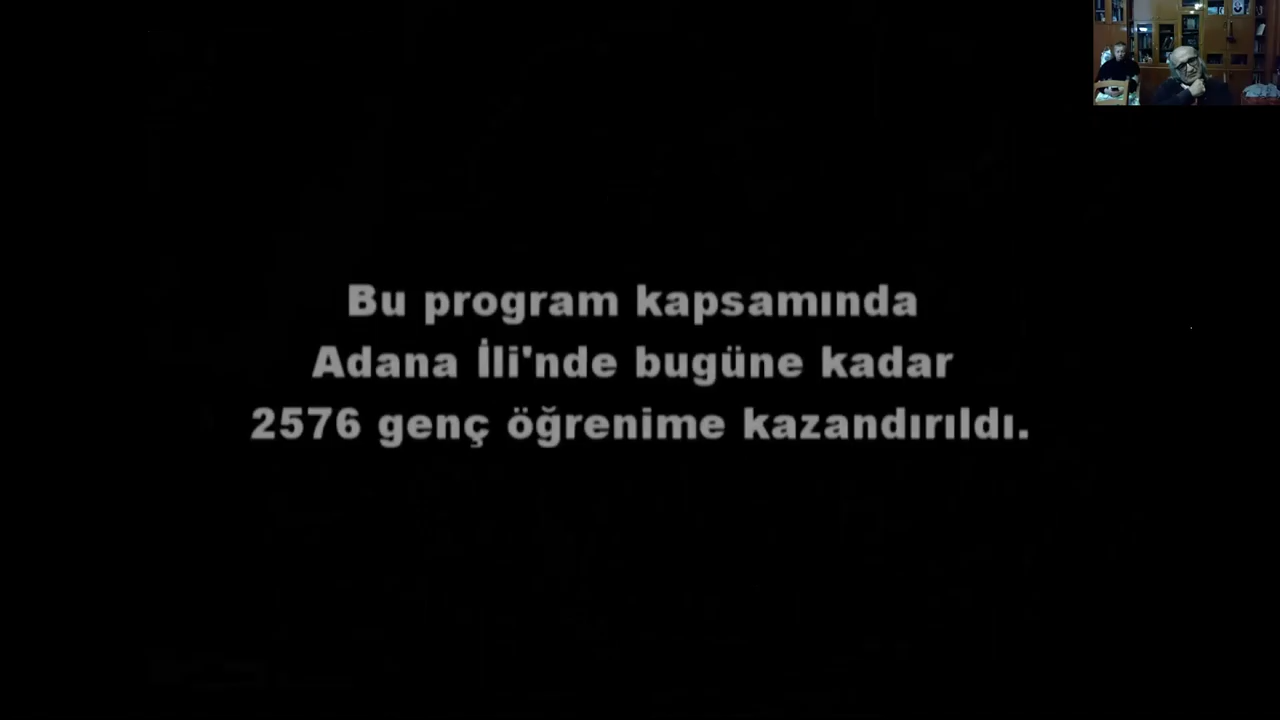 Bu program kapsamında
Adana İli'nde bugüne kadar
2576 genç öğrenime kazandırıldı.